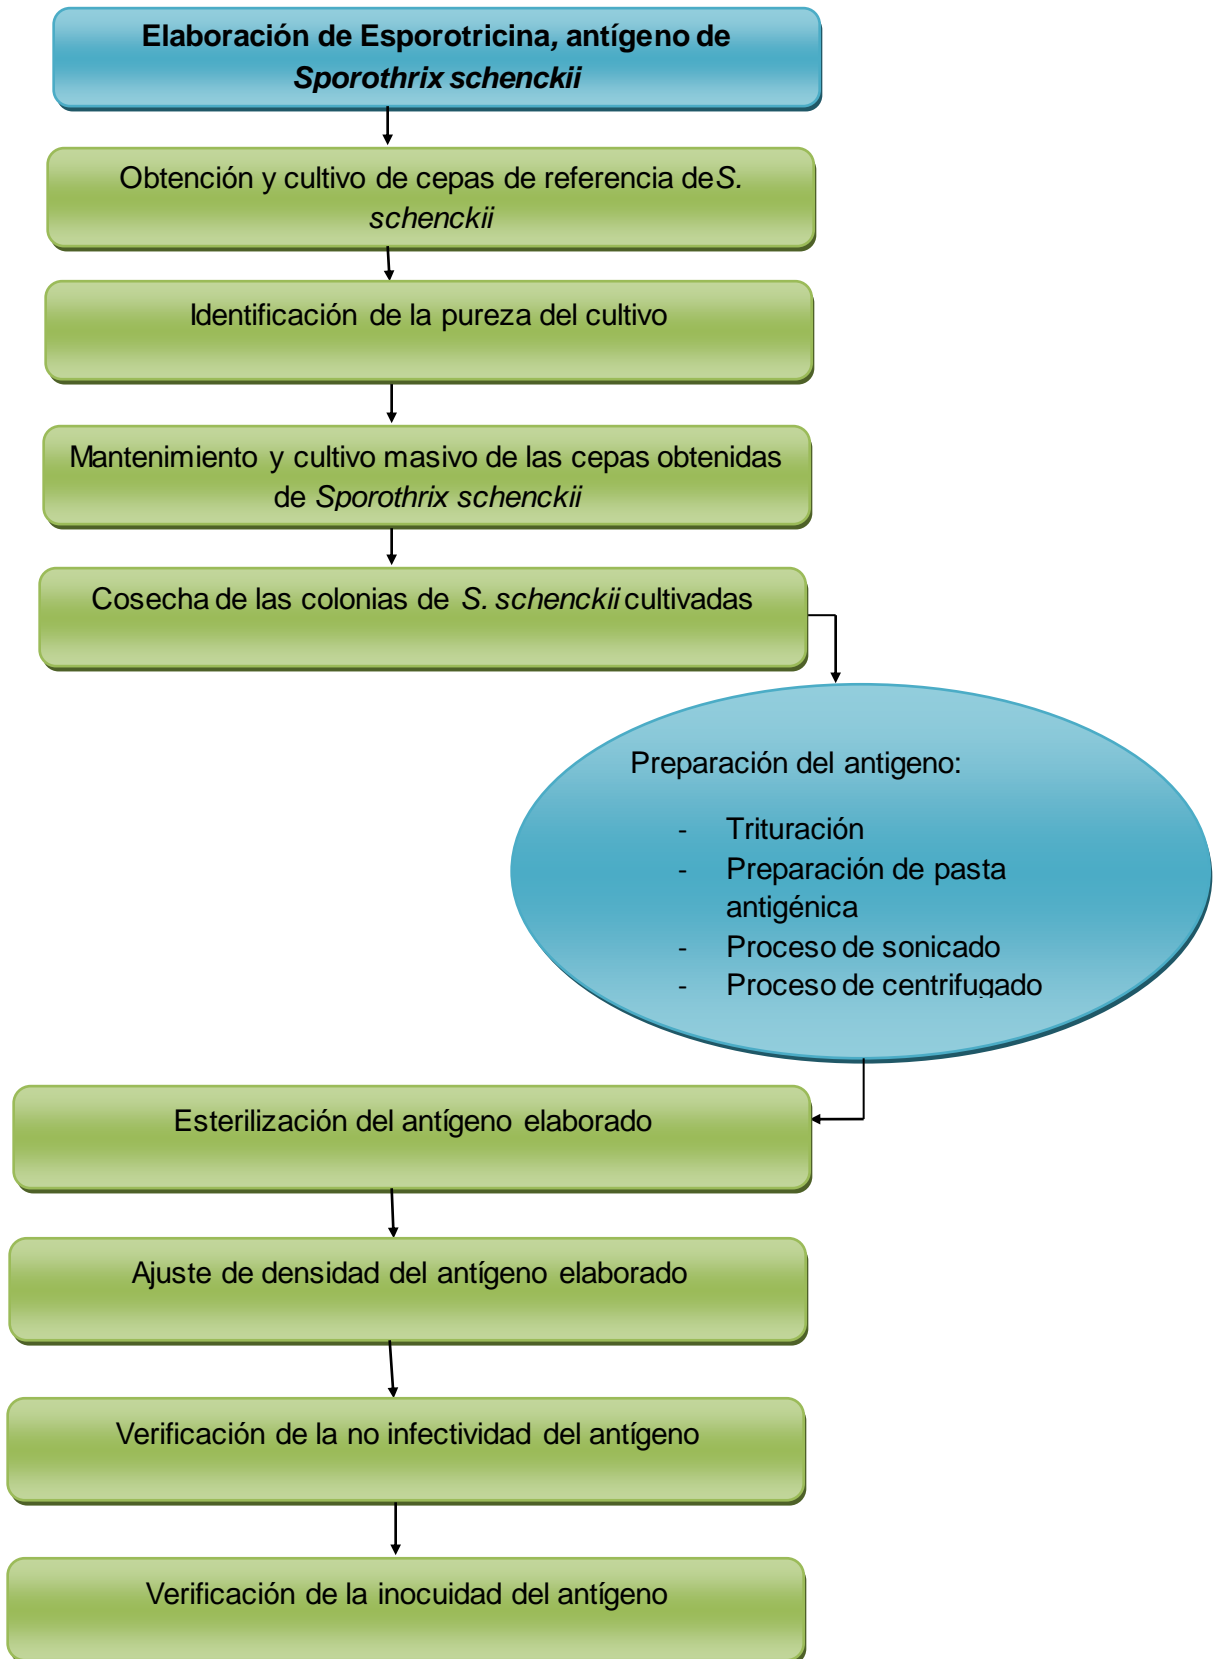 Elaboración de Esporotricina, antígeno de
Sporothrix schenckii
Obtención y cultivo de cepas de referencia deS.
schenckii
Identificación de la pureza del cultivo
Mantenimiento y cultivo masivo de las cepas obtenidas
de Sporothrix schenckii
Cosecha de las colonias de S. schenckii cultivadas
Preparación del antigeno:
- Trituración
- Preparación de pasta
antigénica
- Proceso de sonicado
- Proceso de centrifugado
Esterilización del antígeno elaborado
Ajuste de densidad del antígeno elaborado
Verificación de la no infectividad del antígeno
Verificación de la inocuidad del antígeno